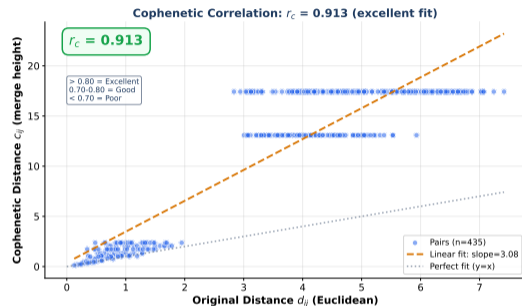 Cophenetic Correlation: r_c = 0.913 (excellent fit)
r_c = 0.913
> 0.80 = Excellent
0.70-0.80 = Good
< 0.70 = Poor
Cophenetic Distance c_ij (merge height)
20
15
10
5
0
0 1 2 3 4 5 6 7
Original Distance d_ij (Euclidean)
Pairs (n=435)
Linear fit: slope=3.08
Perfect fit (y=x)